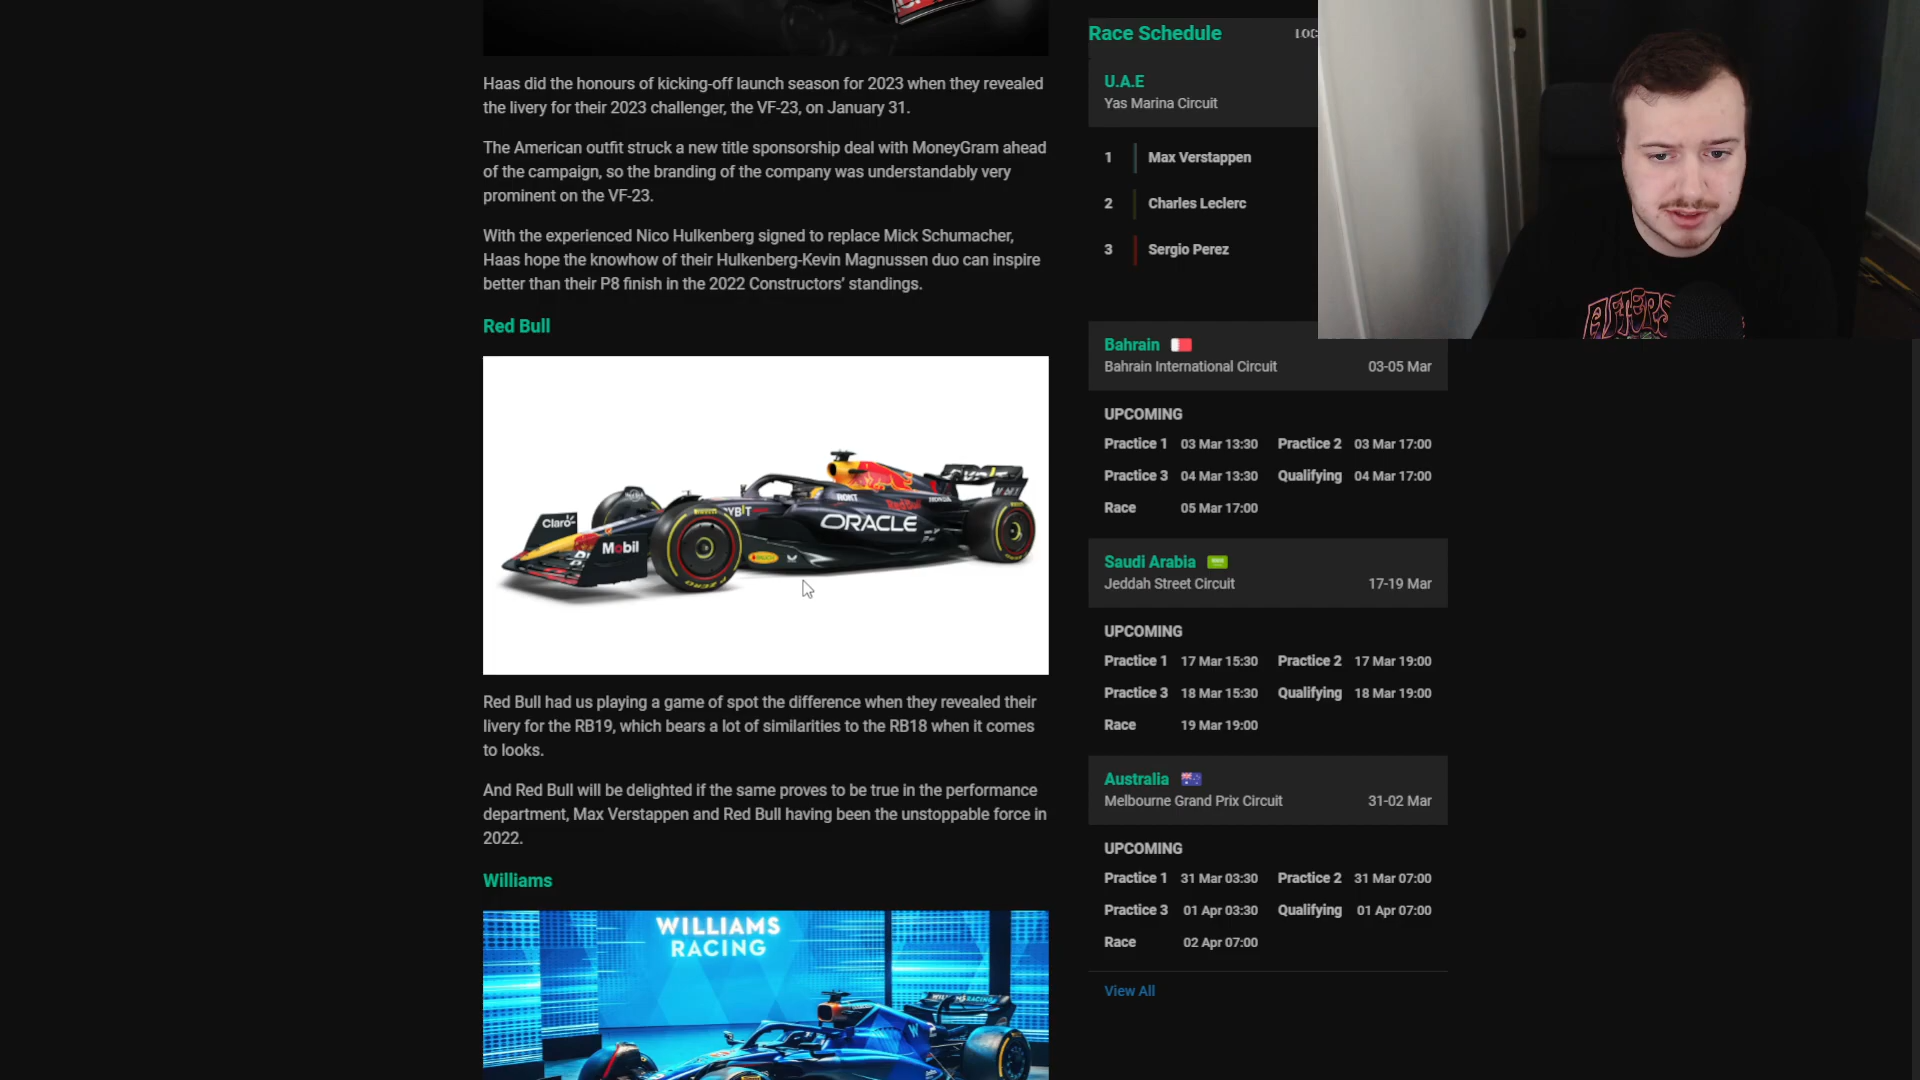 Haas did the honours of kicking-off launch season for 2023 when they revealed
the livery for their 2023 challenger, the VF-23, on January 31.
The American outfit struck a new title sponsorship deal with MoneyGram ahead
of the campaign, so the branding of the company was understandably very
prominent on the VF-23.
With the experienced Nico Hulkenberg signed to replace Mick Schumacher,
Haas hope the knowhow of their Hulkenberg-Kevin Magnussen duo can inspire
better than their P8 finish in the 2022 Constructors’ standings.
Red Bull
ROKT
RedBull
HONDA
ORACLE
BYBIT
Claro
Mobil
P ZERO
Red Bull had us playing a game of spot the difference when they revealed their
livery for the RB19, which bears a lot of similarities to the RB18 when it comes
to looks.
And Red Bull will be delighted if the same proves to be true in the performance
department, Max Verstappen and Red Bull having been the unstoppable force in
2022.
Williams
WILLIAMS
RACING
WILLIAMS RACING
W
Race Schedule
LOC
U.A.E
Yas Marina Circuit
1 Max Verstappen
2 Charles Leclerc
3 Sergio Perez
Bahrain
Bahrain International Circuit 03-05 Mar
UPCOMING
Practice 1 03 Mar 13:30 Practice 2 03 Mar 17:00
Practice 3 04 Mar 13:30 Qualifying 04 Mar 17:00
Race 05 Mar 17:00
Saudi Arabia
Jeddah Street Circuit 17-19 Mar
UPCOMING
Practice 1 17 Mar 15:30 Practice 2 17 Mar 19:00
Practice 3 18 Mar 15:30 Qualifying 18 Mar 19:00
Race 19 Mar 19:00
Australia
Melbourne Grand Prix Circuit 31-02 Mar
UPCOMING
Practice 1 31 Mar 03:30 Practice 2 31 Mar 07:00
Practice 3 01 Apr 03:30 Qualifying 01 Apr 07:00
Race 02 Apr 07:00
View All